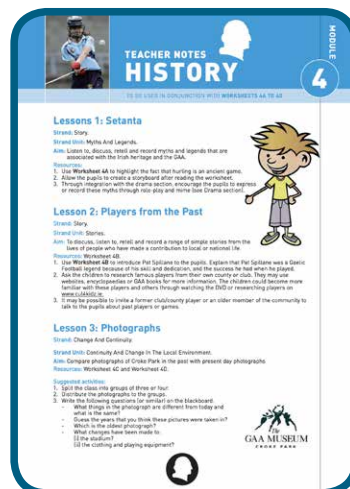 TEACHER NOTES
HISTORY
TO BE USED IN CONJUNCTION WITH WORKSHEETS 4A TO 4D
MODULE
4
Lessons 1: Setanta
Strand: Story.
Strand Unit: Myths And Legends.
Aim: Listen to, discuss, retell and record myths and legends that are
associated with the Irish heritage and the GAA.
Resources:
1. Use Worksheet 4A to highlight the fact that hurling is an ancient game.
2. Allow the pupils to create a storyboard after reading the worksheet.
3. Through integration with the drama section, encourage the pupils to express
or record these myths through role play and mime (see Drama section).
Lesson 2: Players from the Past
Strand: Story.
Strand Unit: Stories.
Aim: To discuss, listen to, retell and record a range of simple stories from the
lives of people who have made a contribution to local or national life.
Resources: Worksheet 4B.
1. Use Worksheet 4B to introduce Pat Spillane to the pupils. Explain that Pat Spillane was a Gaelic
Football legend because of his skill and dedication, and the success he had when he played.
2. Ask the children to research famous players from their own county or club. They may use
websites, encyclopaedias or GAA books for more information. The children could become more
familiar with these players and others through watching the DVD or researching players on
www.cul4kidz.ie.
3. It may be possible to invite a former club/county player or an older member of the community to
talk to the pupils about past players or games.
Lesson 3: Photographs
Strand: Change And Continuity.
Strand Unit: Continuity And Change In The Local Environment.
Aim: Compare photographs of Croke Park in the past with present day photographs.
Resources: Worksheet 4C and Worksheet 4D.
Suggested activities:
1. Split the class into groups of three or four.
2. Distribute the photographs to the groups.
3. Write the following questions (or similar) on the blackboard.
- What things in the photograph are different from today and
what is the same?
- Guess the years that you think these pictures were taken in?
- Which is the oldest photograph?
- What changes have been made to:
(i) the stadium?
(ii) the clothing and playing equipment?
The
GAA MUSEUM
CROKE PARK